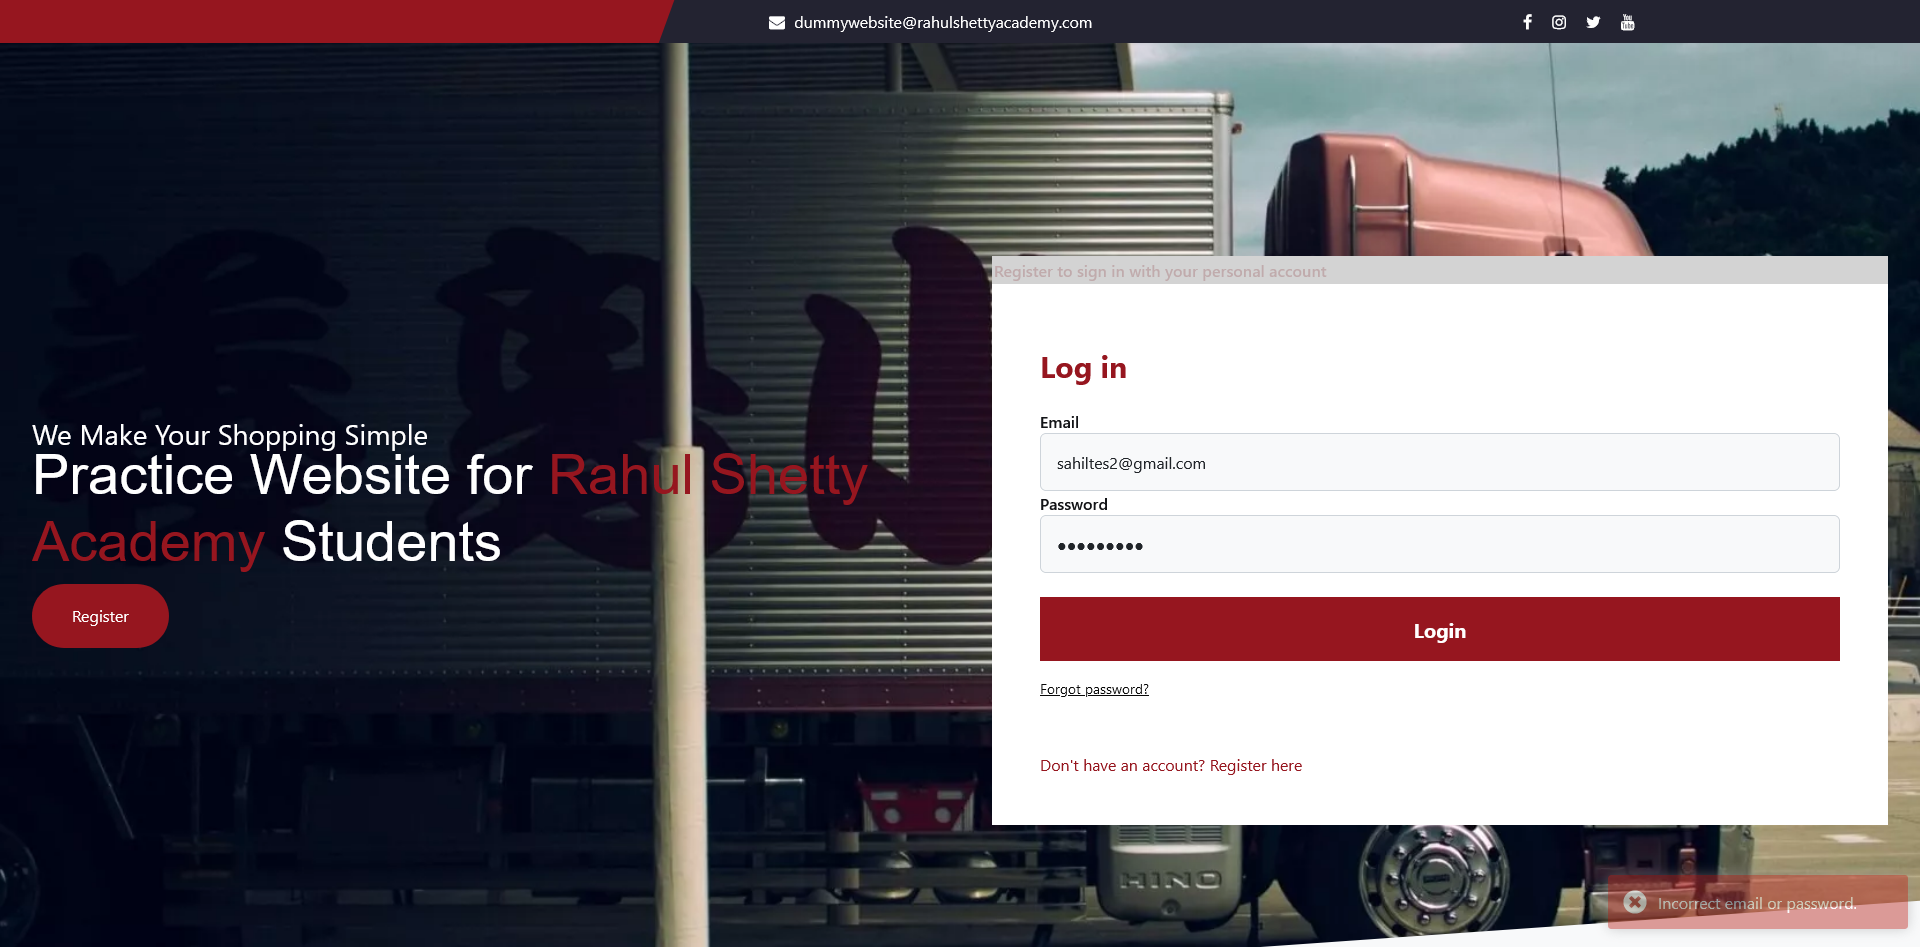 dummywebsite@rahulshettyacademy.com
Register to sign in with your personal account
We Make Your Shopping Simple
Practice Website for Rahul Shetty
Academy Students
Register
Log in
Email
sahiltes2@gmail.com
Password
•••••••••
Login
Forgot password?
Don't have an account? Register here
HINO
Incorrect email or password.